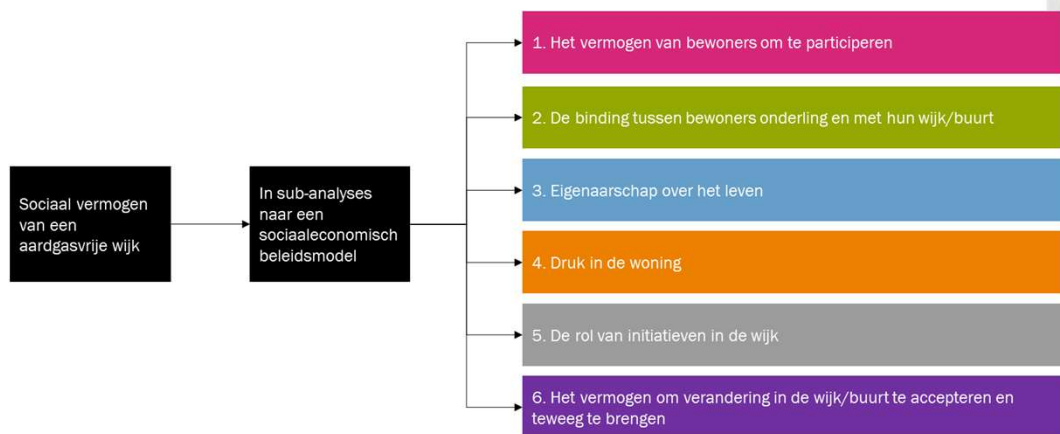 Sociaal vermogen
van een
aardgasvrije wijk
In sub-analyses
naar een
sociaaleconomisch
beleidsmodel
1. Het vermogen van bewoners om te participeren
2. De binding tussen bewoners onderling en met hun wijk/buurt
3. Eigenaarschap over het leven
4. Druk in de woning
5. De rol van initiatieven in de wijk
6. Het vermogen om verandering in de wijk/buurt te accepteren en
teweeg te brengen